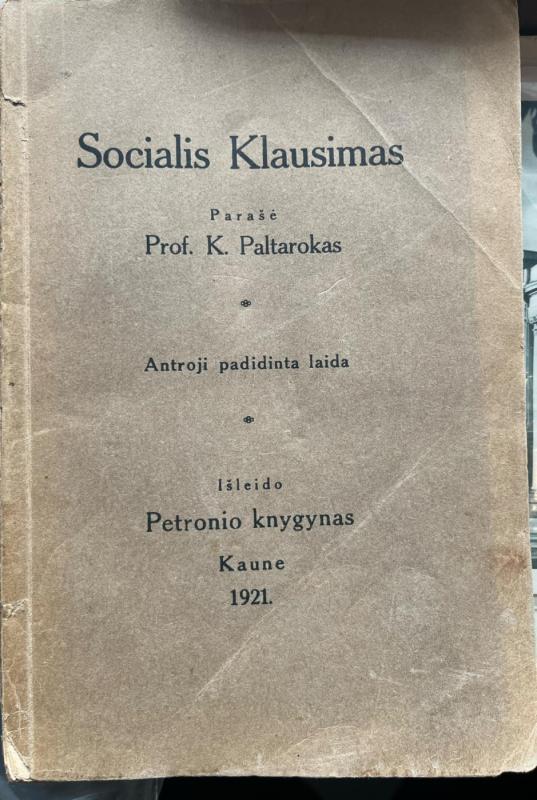 Socialis Klausimas
Parašė
Prof. K. Paltarokas
Antroji padidinta laida
Išleido
Petronio knygynas
Kaune
1921.